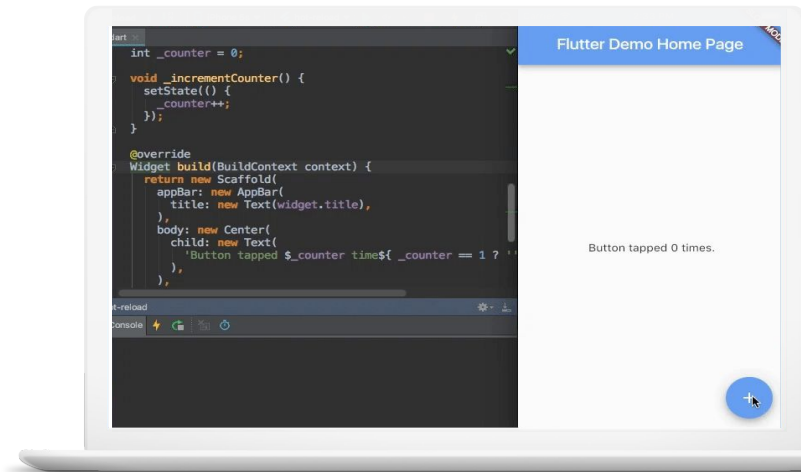 dart
int _counter = 0;
void _incrementCounter() {
setState(() {
_counter++;
});
}
@override
Widget build(BuildContext context) {
return new Scaffold(
appBar: new AppBar(
title: new Text(widget.title),
),
body: new Center(
child: new Text(
'Button tapped $_counter time${ _counter == 1 ? ''
),
),
t-reload
Console
Flutter Demo Home Page
Button tapped 0 times.
+